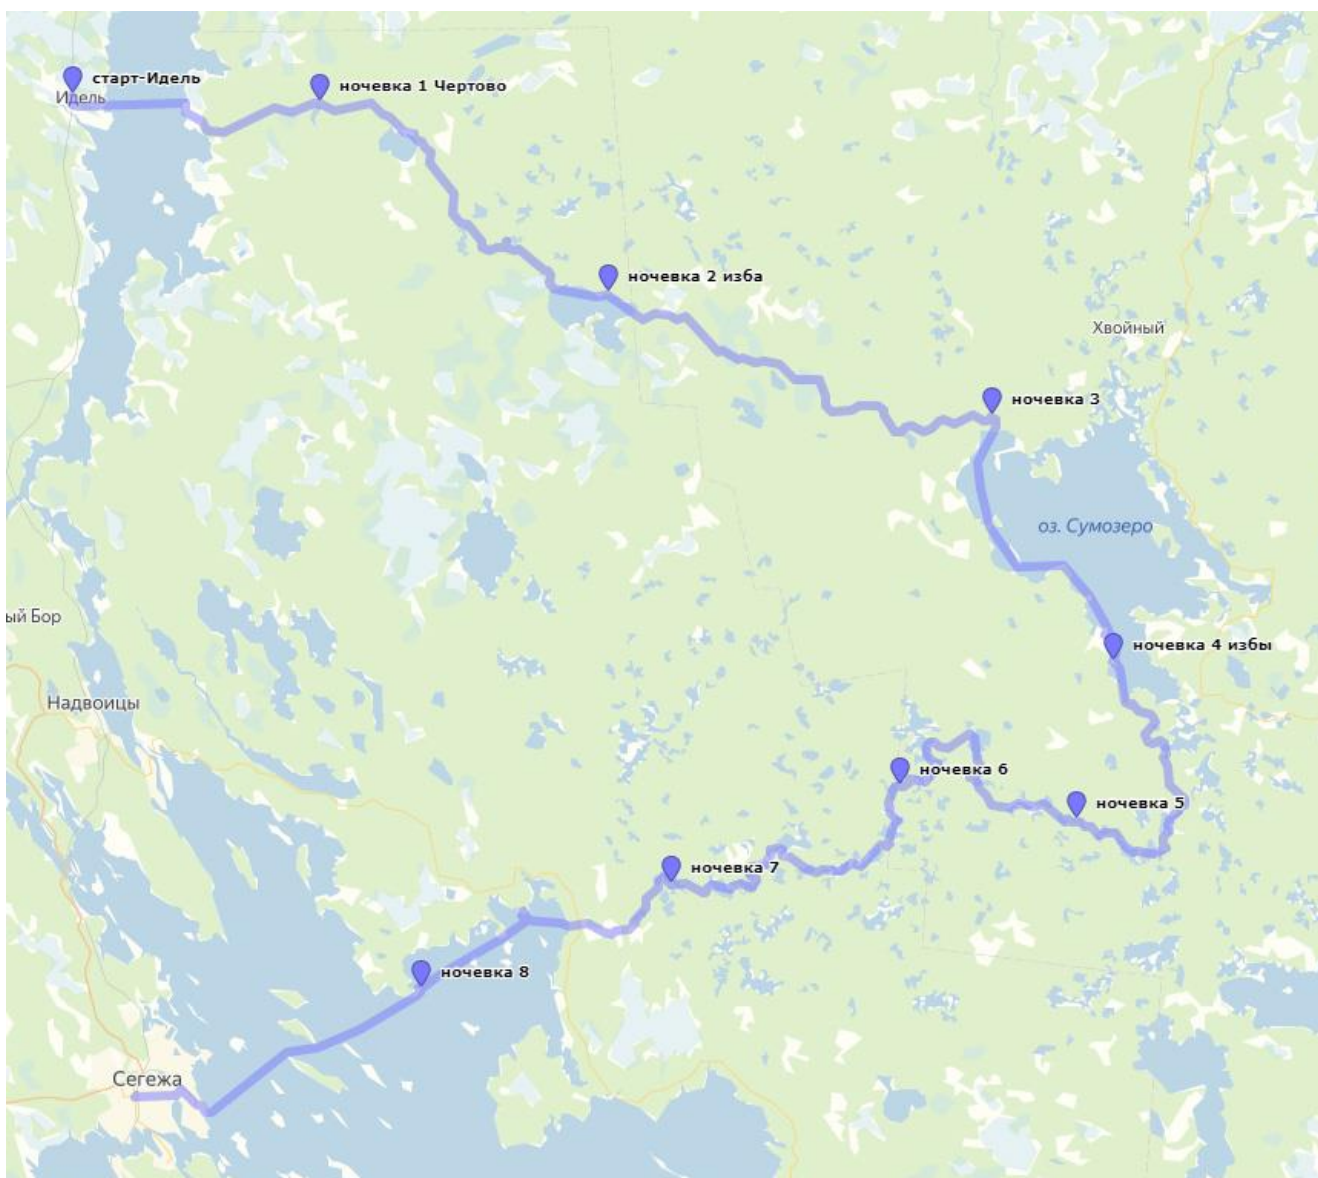 старт-Идель
Идель
ночевка 1 Чертово
ночевка 2 изба
Хвойный
ночевка 3
оз. Сумозеро
ый Бор
ночевка 4 избы
Надвоицы
ночевка 6
ночевка 5
ночевка 7
ночевка 8
Сегежа